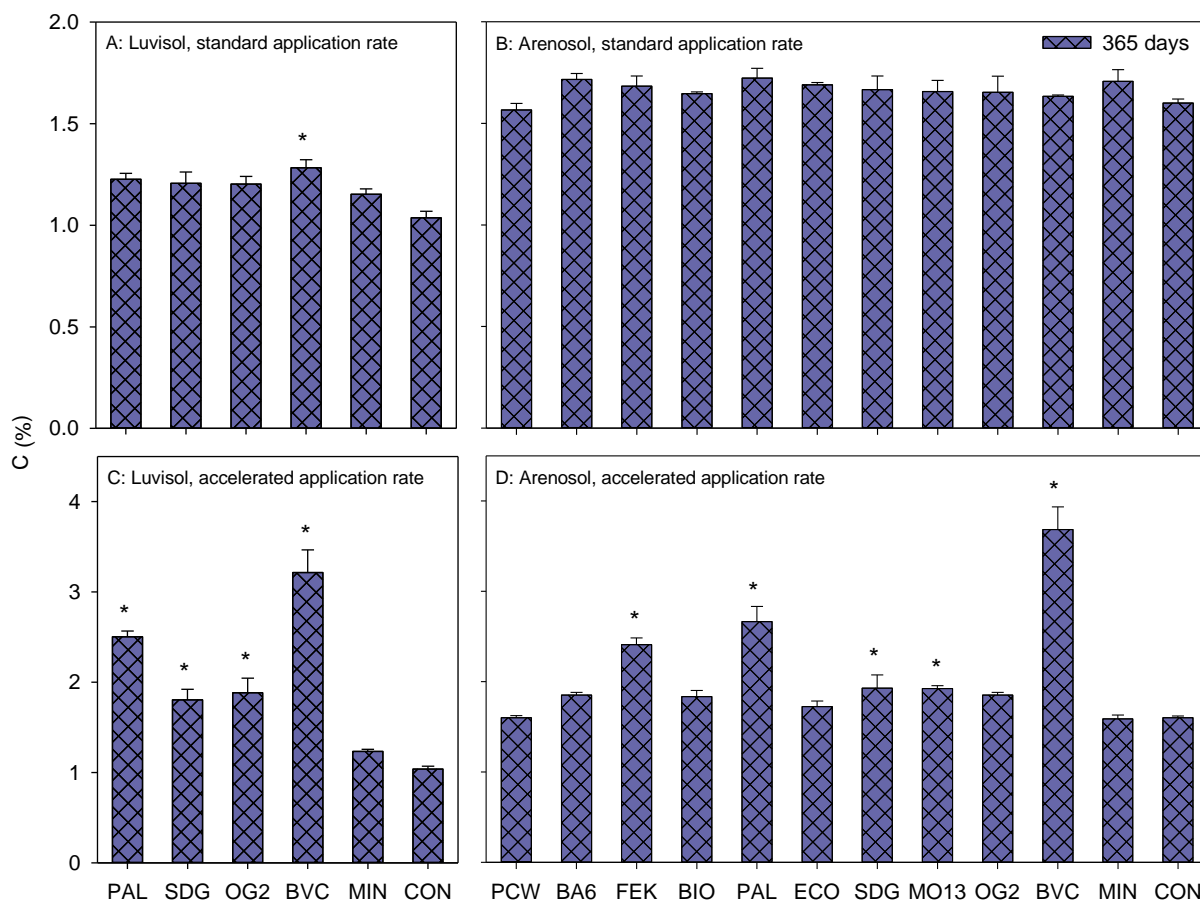 A: Luvisol, standard application rate
B: Arenosol, standard application rate
365 days
2.0
1.5
1.0
0.5
0.0
*
C (%)
C: Luvisol, accelerated application rate
D: Arenosol, accelerated application rate
4
3
2
1
0
*
*
*
*
*
*
*
*
*
PAL SDG OG2 BVC MIN CON
PCW BA6 FEK BIO PAL ECO SDG MO13 OG2 BVC MIN CON